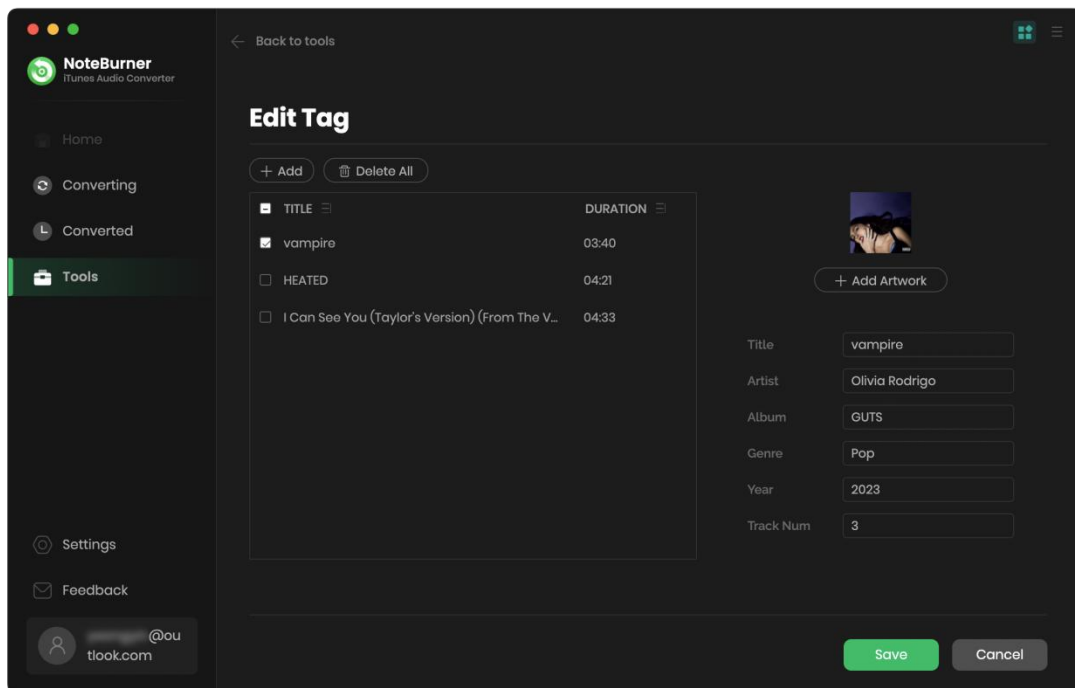 NoteBurner
iTunes Audio Converter
Home
Converting
Converted
Tools
Settings
Feedback
@ou
tlook.com
Back to tools
Edit Tag
+ Add
Delete All
TITLE DURATION
vampire 03:40
HEATED 04:21
I Can See You (Taylor's Version) (From The V... 04:33
+ Add Artwork
Title vampire
Artist Olivia Rodrigo
Album GUTS
Genre Pop
Year 2023
Track Num 3
Save
Cancel